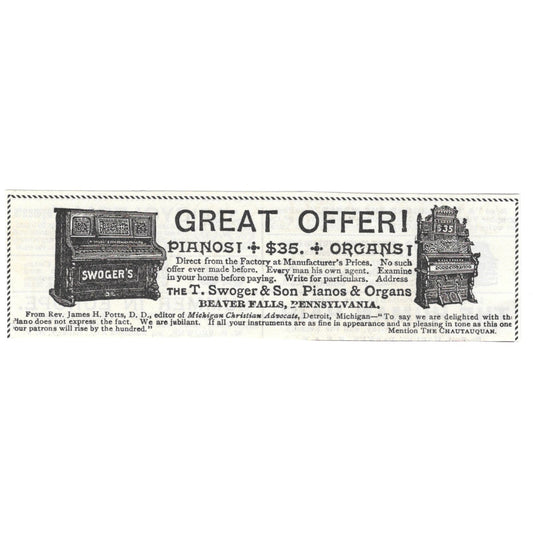 GREAT OFFER!
PIANOS! + $35. + ORGANS!
Direct from the Factory at Manufacturer's Prices. No such
offer ever made before. Every man his own agent. Examine
in your home before paying. Write for particulars. Address
THE T. Swoger & Son Pianos & Organs
BEAVER FALLS, PENNSYLVANIA.
SWOGER'S
$35
From Rev. James H. Potts, D. D., editor of Michigan Christian Advocate, Detroit, Michigan—"To say we are delighted with the
Piano does not express the fact. We are jubilant. If all your instruments are as fine in appearance and as pleasing in tone as this one
your patrons will rise by the hundred."
Mention THE CHAUTAUQUAN.